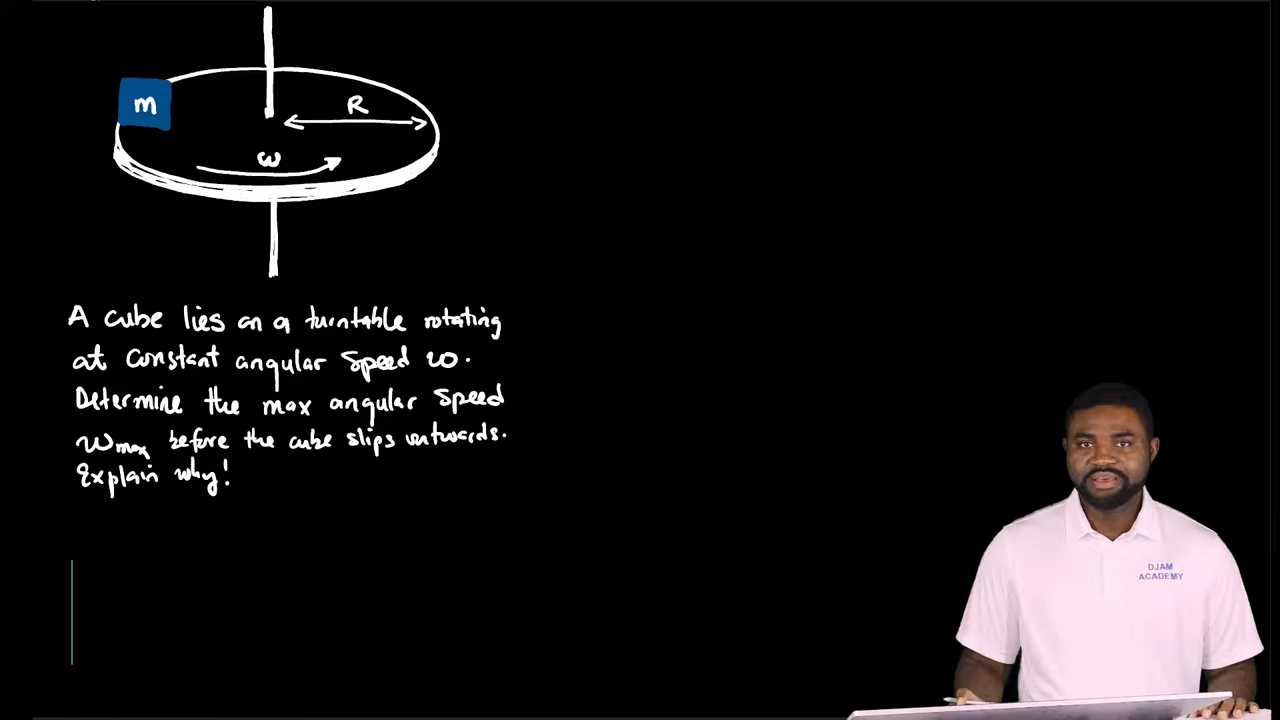 m
R
ω
A cube lies on a turntable rotating
at constant angular speed ω.
Determine the max angular speed
ωmax before the cube slips outwards.
Explain why!
DJAM
ACADEMY